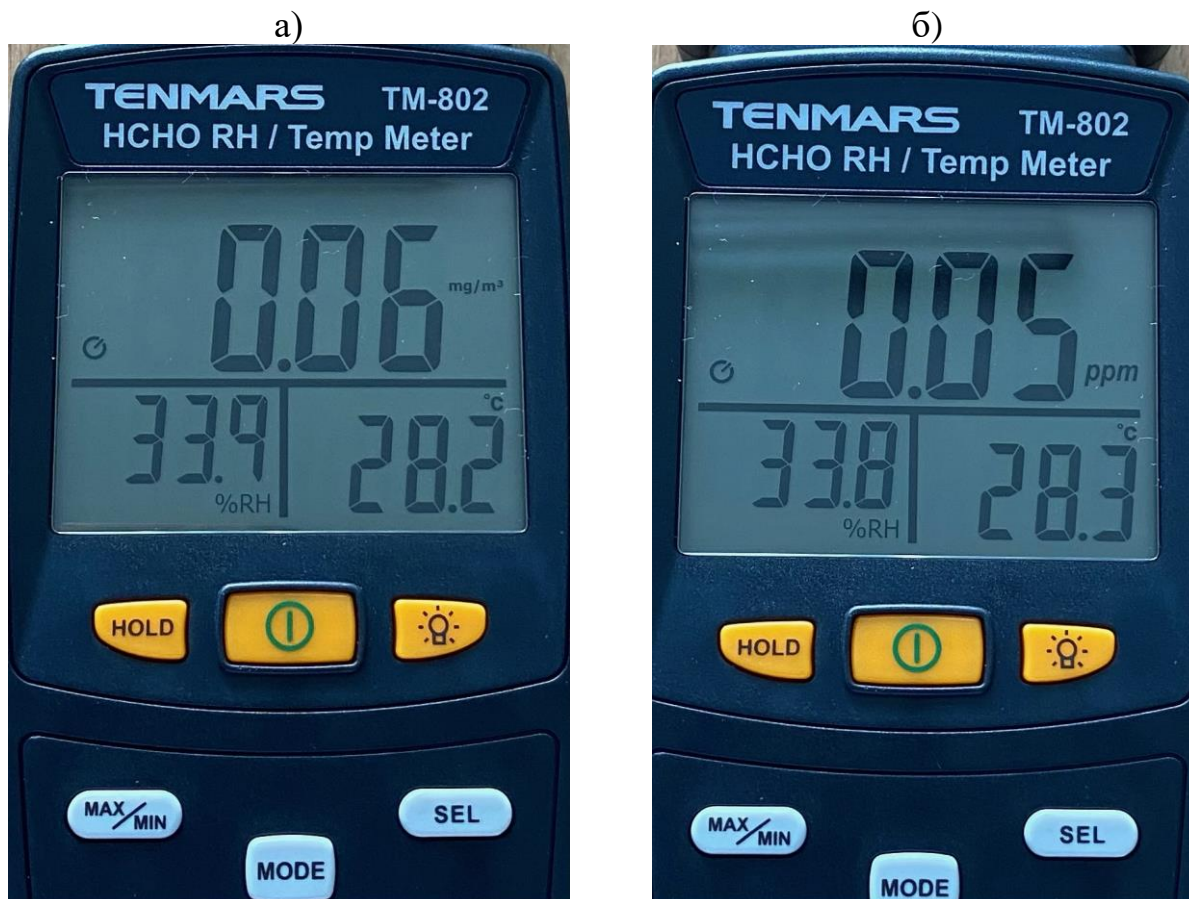 а)
TENMARS TM-802
HCHO RH / Temp Meter
0.06 mg/m³
°C
33.9 28.2
%RH
HOLD
MAX/MIN SEL
MODE
б)
TENMARS TM-802
HCHO RH / Temp Meter
0.05 ppm
°C
33.8 28.3
%RH
HOLD
MAX/MIN SEL
MODE